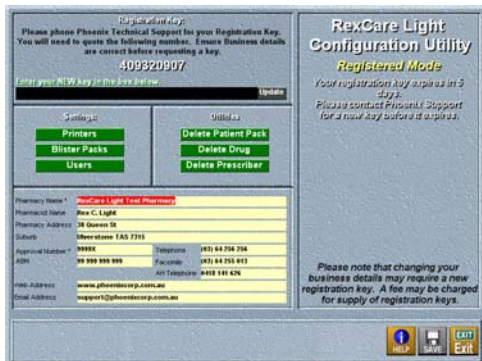 Registration Key:
Please phone Phoenix Technical Support for your Registration Key.
You will need to quote the following number. Ensure Business details
are correct before requesting a key.
409320907
Enter your NEW key in the box below.
Update
Settings:
Printers
Blister Packs
Users
Utilities
Delete Patient Pack
Delete Drug
Delete Prescriber
Pharmacy Name * RexCare Light Test Pharmacy
Pharmacist Name Rex C. Light
Pharmacy Address 38 Queen St
Suburb Ulverstone TAS 7315
Approval Number * 9999X Telephone (03) 64 256 256
ABN 99 999 999 999 Facsimile (03) 64 255 013
AH Telephone 0418 141 626
Web Address www.phoenixcorp.com.au
Email Address support@phoenixcorp.com.au
RexCare Light
Configuration Utility
Registered Mode
Your registration key expires in 5
days.
Please contact Phoenix Support
for a new key before it expires.
Please note that changing your
business details may require a new
registration key. A fee may be charged
for supply of registration keys.
HELP
SAVE
EXIT
Exit